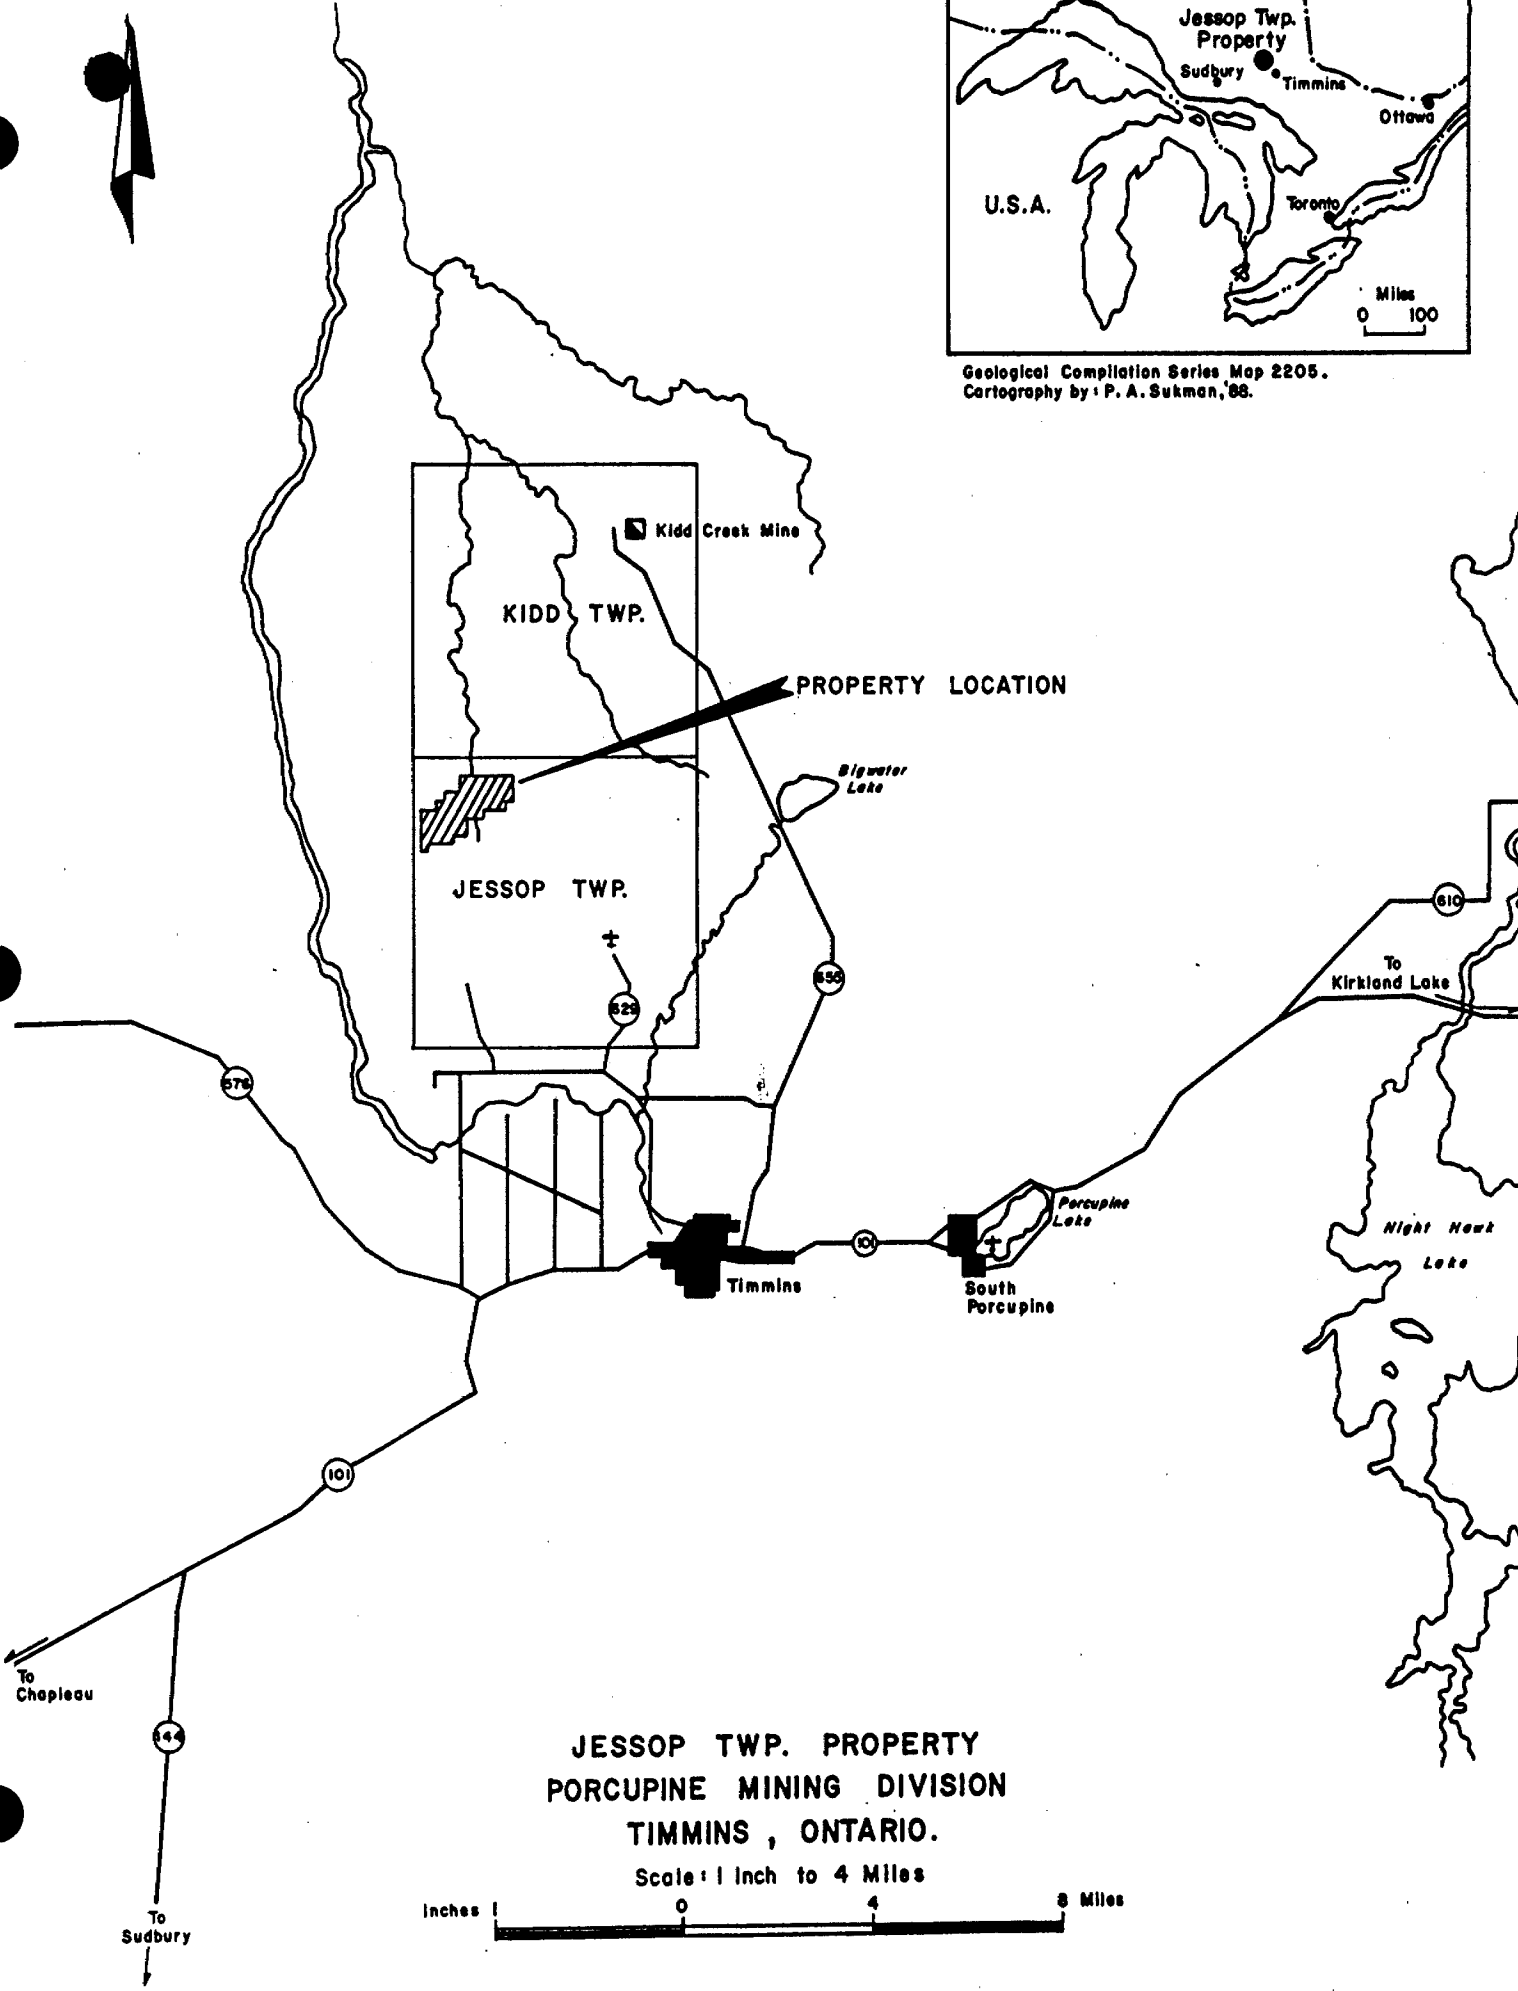 Jessop Twp.
Property
Sudbury
Timmins
Ottawa
U.S.A.
Toronto
Miles
0 100
Geological Compilation Series Map 2205.
Cartography by: P. A. Sukman, '88.
Kidd Creek Mine
KIDD TWP.
PROPERTY LOCATION
Bigwater
Lake
JESSOP TWP.
610
To
Kirkland Lake
655
629
576
Porcupine
Lake
Night Hawk
Lake
101
Timmins
South
Porcupine
101
To
Chapleau
144
To
Sudbury
JESSOP TWP. PROPERTY
PORCUPINE MINING DIVISION
TIMMINS, ONTARIO.
Scale: 1 Inch to 4 Miles
Inches 1 0 4 8 Miles